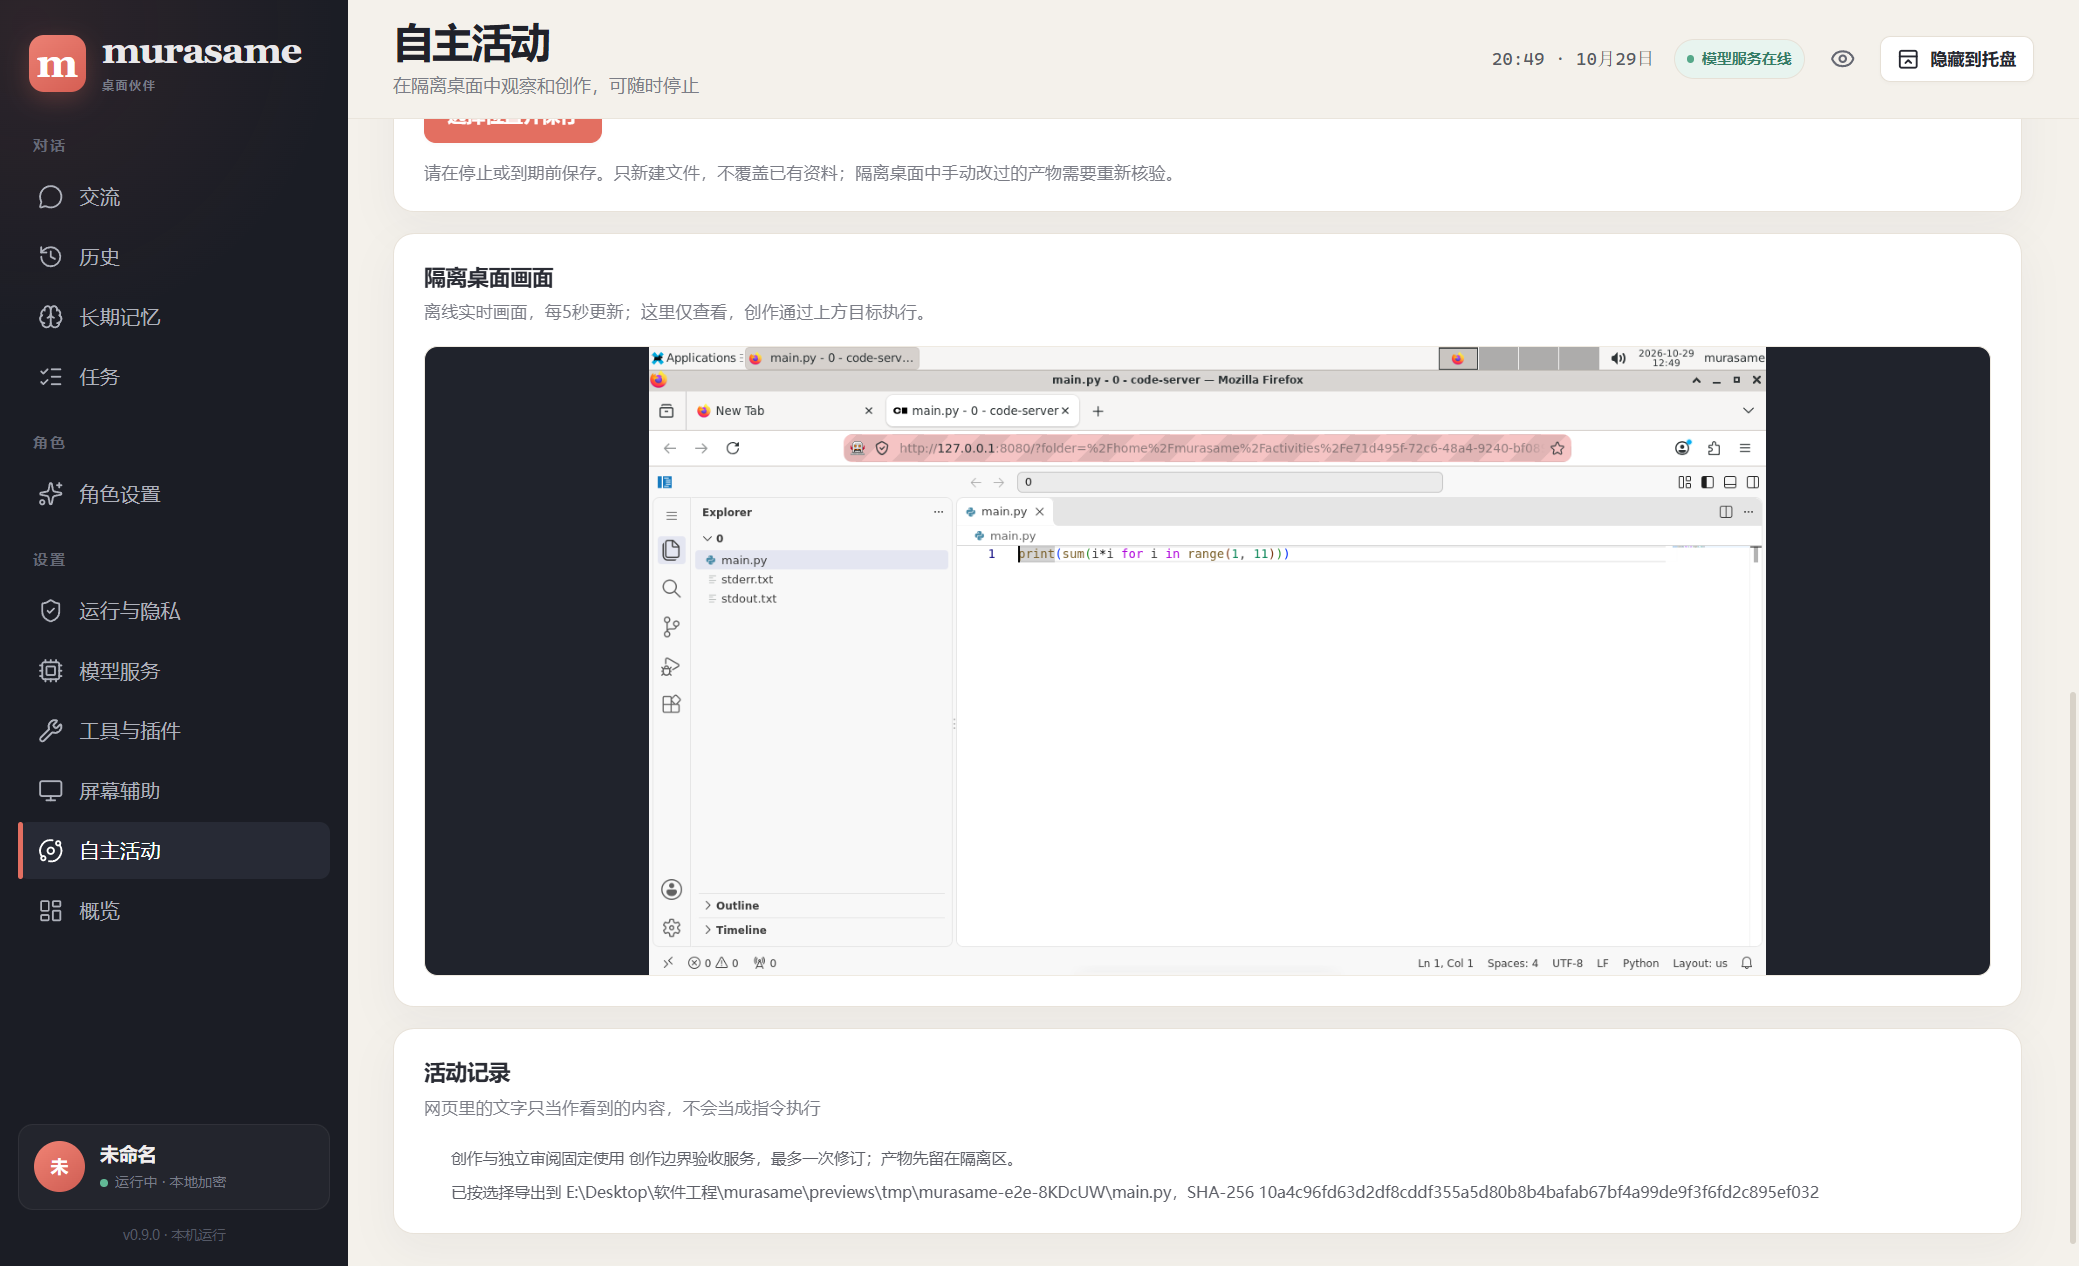 m murasame
桌面伙伴
对话
交流
历史
长期记忆
任务
角色
角色设置
设置
运行与隐私
模型服务
工具与插件
屏幕辅助
自主活动
概览
未 未命名
运行中 · 本地加密
v0.9.0 · 本机运行
自主活动
在隔离桌面中观察和创作，可随时停止
20:49 · 10月29日
模型服务在线
隐藏到托盘
请在停止或到期前保存。只新建文件，不覆盖已有资料；隔离桌面中手动改过的产物需要重新核验。
隔离桌面画面
离线实时画面，每5秒更新；这里仅查看，创作通过上方目标执行。
Applications main.py - 0 - code-serv...
2026-10-29
12:49
murasame
main.py - 0 - code-server — Mozilla Firefox
New Tab
main.py - 0 - code-server
http://127.0.0.1:8080/?folder=%2Fhome%2Fmurasame%2Factivities%2Fe71d495f-72c6-48a4-9240-bf08
0
Explorer
0
main.py
stderr.txt
stdout.txt
Outline
Timeline
main.py
main.py
1 print(sum(i*i for i in range(1, 11)))
0 0 0
Ln 1, Col 1 Spaces: 4 UTF-8 LF Python Layout: us
活动记录
网页里的文字只当作看到的内容，不会当成指令执行
创作与独立审阅固定使用 创作边界验收服务，最多一次修订；产物先留在隔离区。
已按选择导出到 E:\Desktop\软件工程\murasame\previews\tmp\murasame-e2e-8KDcUW\main.py，SHA-256 10a4c96fd63d2df8cddf355a5d80b8b4bafab67bf4a99de9f3f6fd2c895ef032